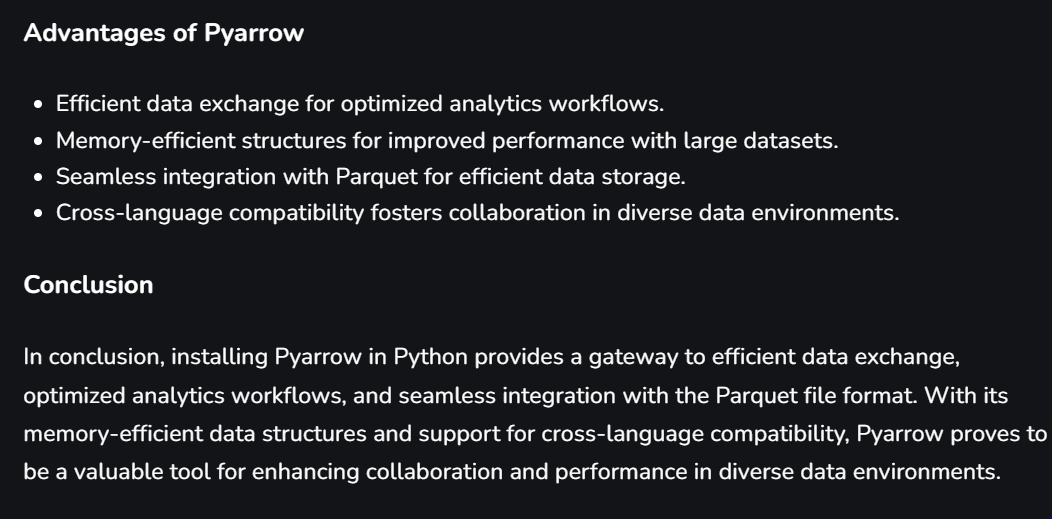 Advantages of Pyarrow
• Efficient data exchange for optimized analytics workflows.
• Memory-efficient structures for improved performance with large datasets.
• Seamless integration with Parquet for efficient data storage.
• Cross-language compatibility fosters collaboration in diverse data environments.
Conclusion
In conclusion, installing Pyarrow in Python provides a gateway to efficient data exchange,
optimized analytics workflows, and seamless integration with the Parquet file format. With its
memory-efficient data structures and support for cross-language compatibility, Pyarrow proves to
be a valuable tool for enhancing collaboration and performance in diverse data environments.